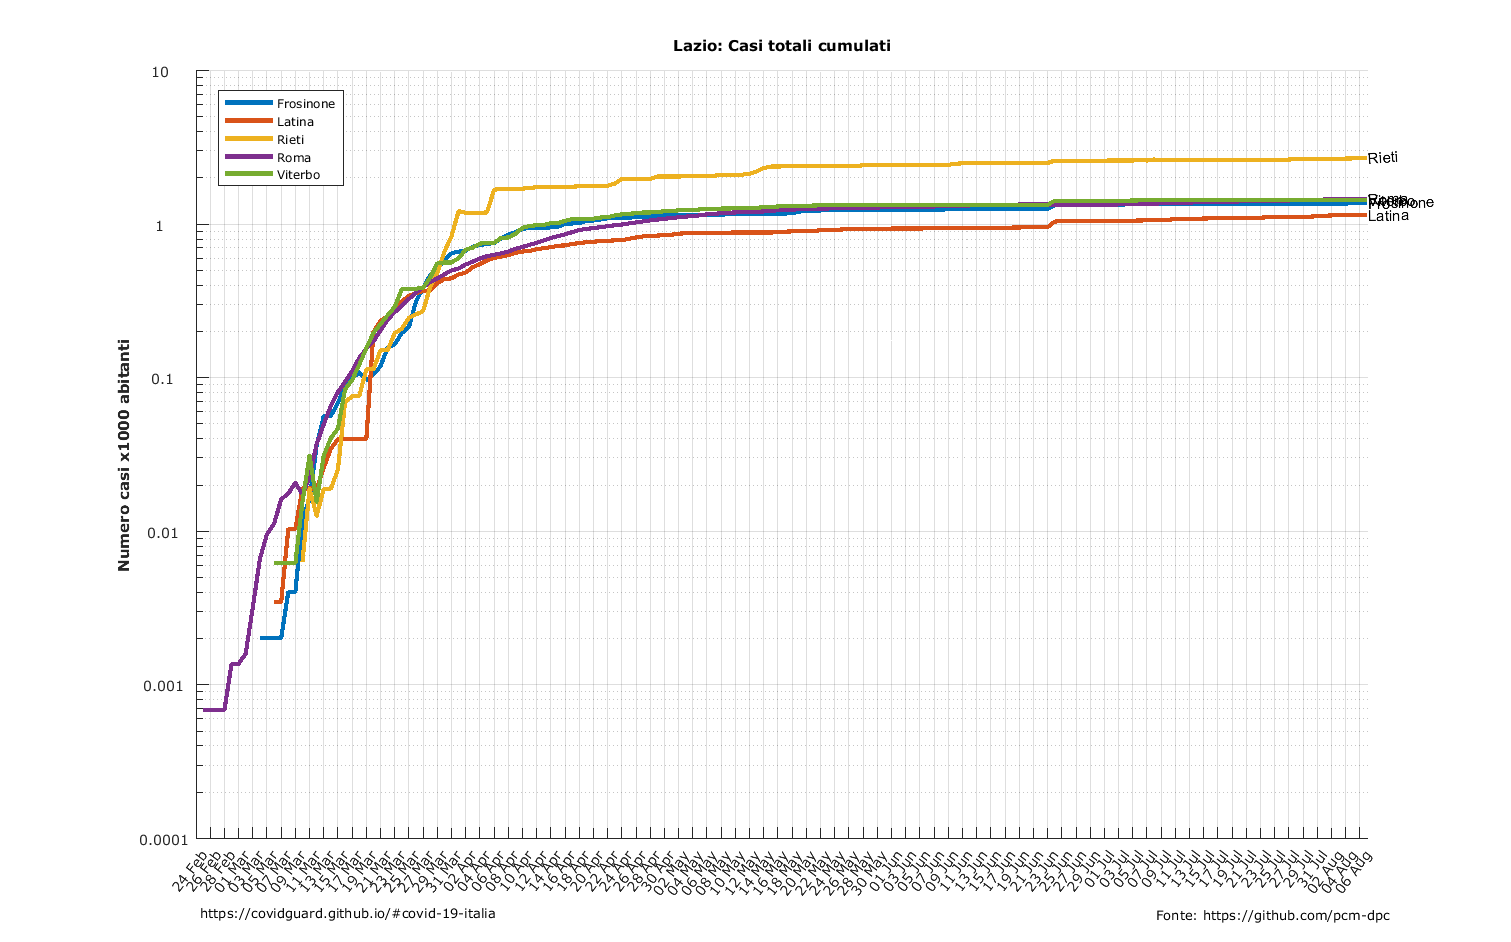 Lazio: Casi totali cumulati
10
1
0.1
0.01
0.001
0.0001
Numero casi x1000 abitanti
Frosinone
Latina
Rieti
Roma
Viterbo
Rieti
Frosinone
Latina
24 Feb
26 Feb
28 Feb
01 Mar
03 Mar
05 Mar
07 Mar
09 Mar
11 Mar
13 Mar
15 Mar
17 Mar
19 Mar
21 Mar
23 Mar
25 Mar
27 Mar
29 Mar
31 Mar
02 Apr
04 Apr
06 Apr
08 Apr
10 Apr
12 Apr
14 Apr
16 Apr
18 Apr
20 Apr
22 Apr
24 Apr
26 Apr
28 Apr
30 Apr
02 May
04 May
06 May
08 May
10 May
12 May
14 May
16 May
18 May
20 May
22 May
24 May
26 May
28 May
30 May
01 Jun
03 Jun
05 Jun
07 Jun
09 Jun
11 Jun
13 Jun
15 Jun
17 Jun
19 Jun
21 Jun
23 Jun
25 Jun
27 Jun
29 Jun
01 Jul
03 Jul
05 Jul
07 Jul
09 Jul
11 Jul
13 Jul
15 Jul
17 Jul
19 Jul
21 Jul
23 Jul
25 Jul
27 Jul
29 Jul
31 Jul
02 Aug
04 Aug
06 Aug
https://covidguard.github.io/#covid-19-italia
Fonte: https://github.com/pcm-dpc